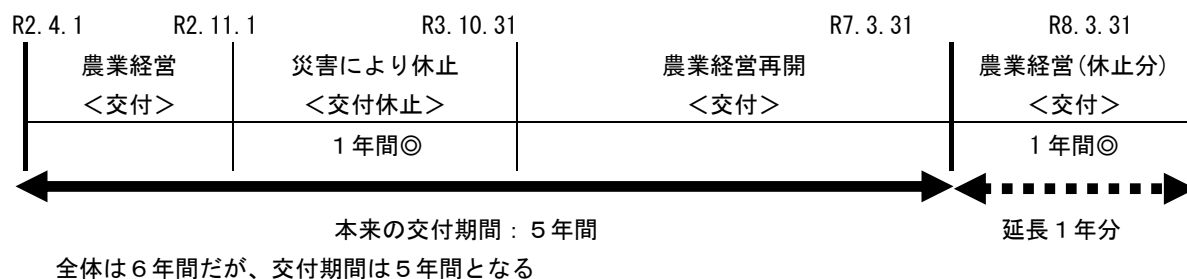 R2.4.1 R2.11.1 R3.10.31 R7.3.31 R8.3.31
農業経営 災害により休止 農業経営再開 農業経営(休止分)
＜交付＞ ＜交付休止＞ ＜交付＞ ＜交付＞
１年間◎ 1年間◎
本来の交付期間：５年間 延長１年分
全体は６年間だが、交付期間は５年間となる